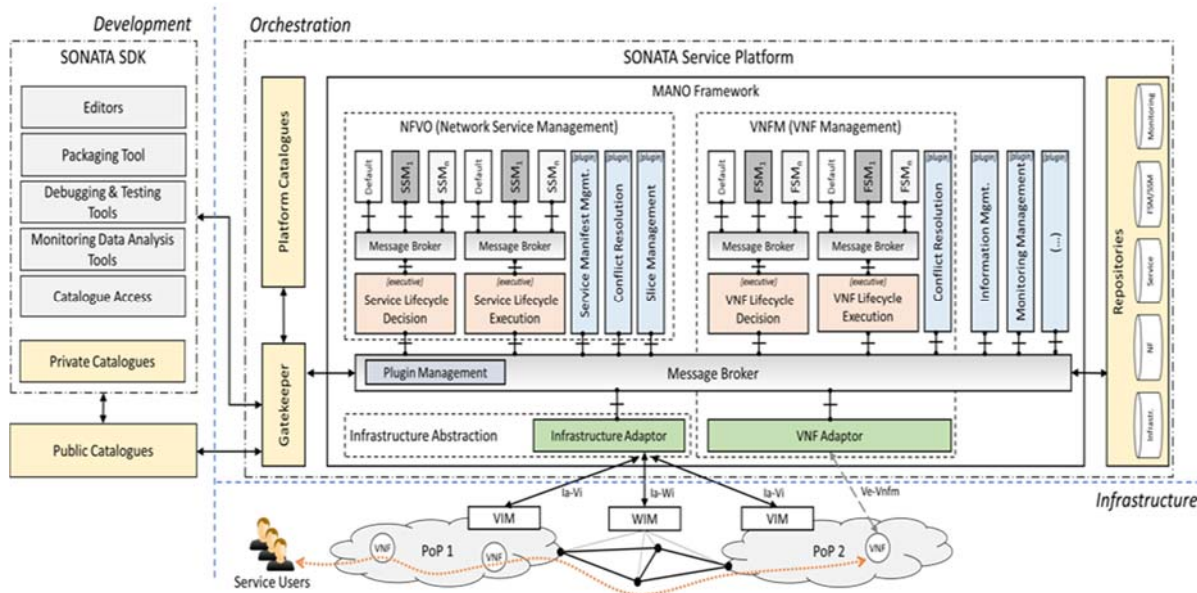 Development
Orchestration
SONATA SDK
SONATA Service Platform
Editors
Packaging Tool
Debugging & Testing
Tools
Monitoring Data Analysis
Tools
Catalogue Access
Private Catalogues
Public Catalogues
Platform Catalogues
Gatekeeper
MANO Framework
NFVO (Network Service Management)
Default
SSM1
SSMn
Default
SSM1
SSMn
Message Broker
Message Broker
{executive}
Service Lifecycle
Decision
{executive}
Service Lifecycle
Execution
{plugin}
Service Manifest Mgmt.
{plugin}
Conflict Resolution
{plugin}
Slice Management
VNFM (VNF Management)
Default
FSM1
FSMn
Default
FSM1
FSMn
Message Broker
Message Broker
{executive}
VNF Lifecycle
Decision
{executive}
VNF Lifecycle
Execution
{plugin}
Conflict Resolution
{plugin}
Information Mgmt.
{plugin}
Monitoring Management
{plugin}
(...)
Plugin Management
Message Broker
Infrastructure Abstraction
Infrastructure Adaptor
VNF Adaptor
Repositories
Monitoring
FSM/SSM
Service
NF
Infrastr.
Ia-Vi
Ia-Wi
Ia-Vi
Ve-Vnfm
Infrastructure
VIM
WIM
VIM
VNF
PoP 1
VNF
PoP 2
VNF
Service Users